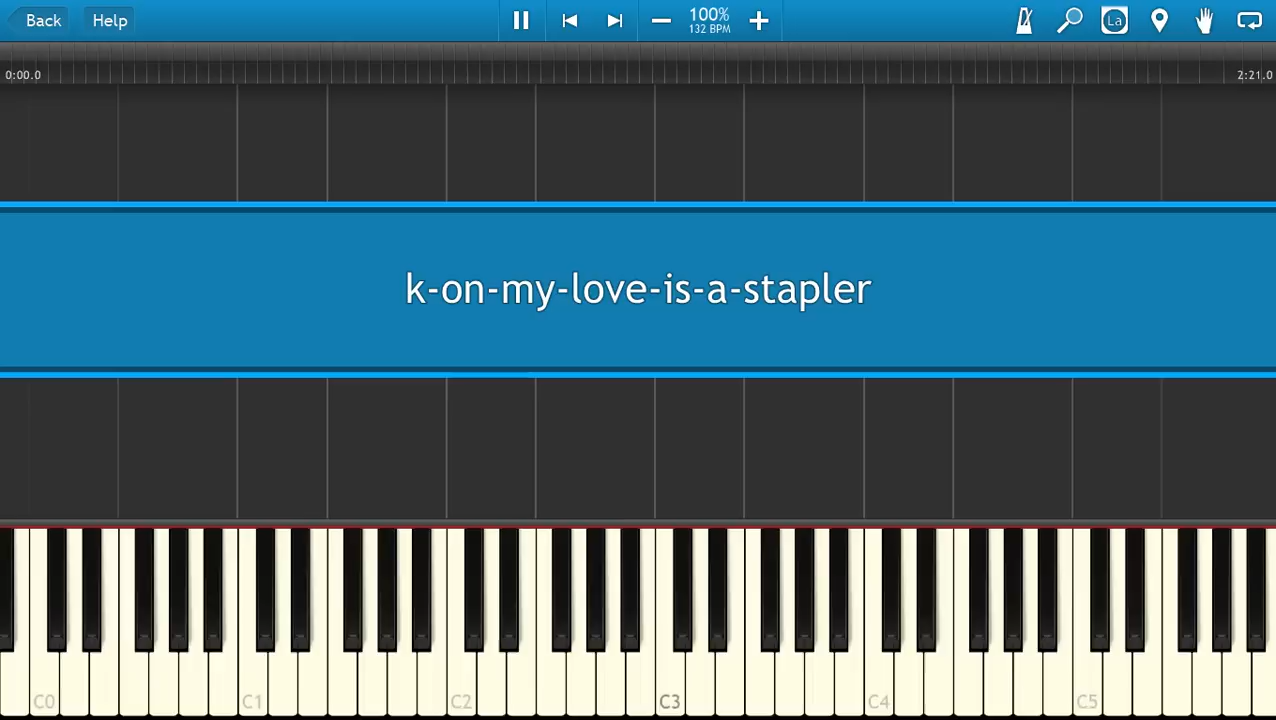 Back Help 100%
132 BPM
La
0:00.0 2:21.0
k-on-my-love-is-a-stapler
C0 C1 C2 C3 C4 C5